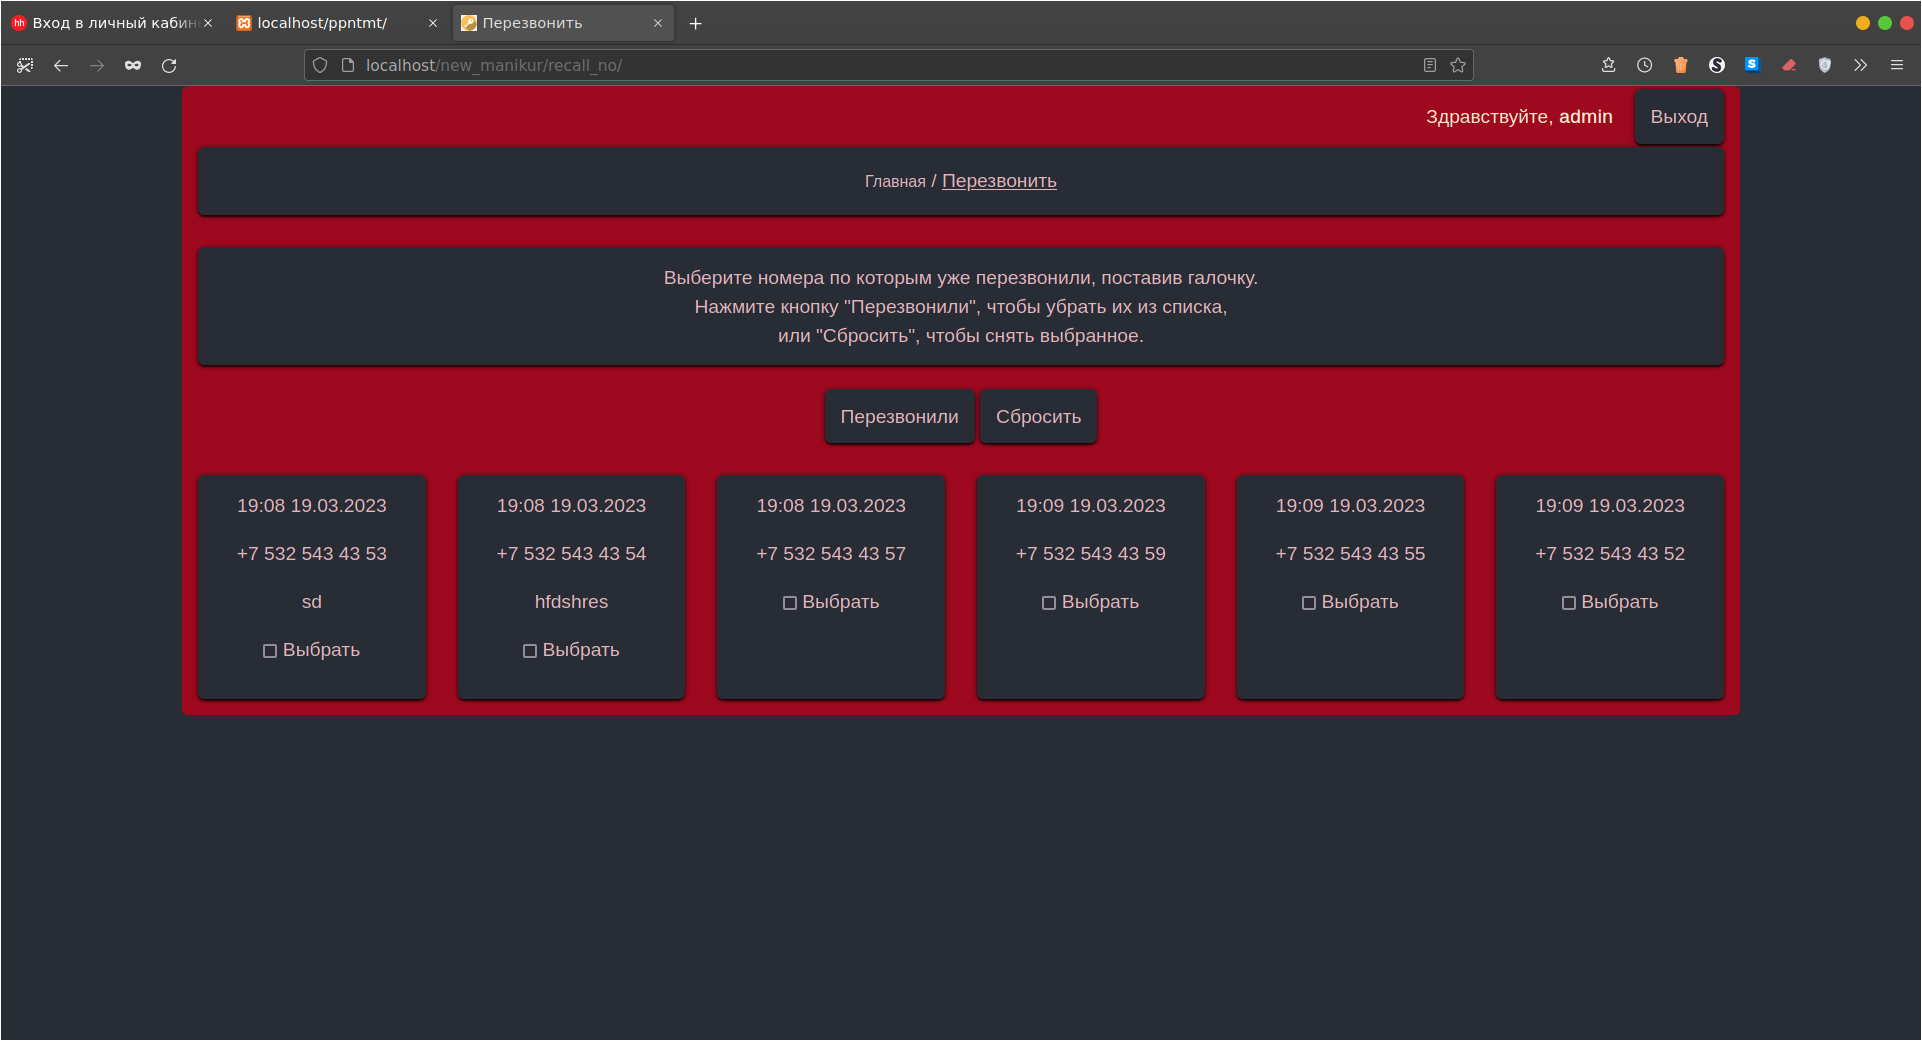 Вход в личный кабин
localhost/ppntmt/
Перезвонить
localhost/new_manikur/recall_no/
Здравствуйте, admin
Выход
Главная / Перезвонить
Выберите номера по которым уже перезвонили, поставив галочку.
Нажмите кнопку "Перезвонили", чтобы убрать их из списка,
или "Сбросить", чтобы снять выбранное.
Перезвонили
Сбросить
19:08 19.03.2023
+7 532 543 43 53
sd
Выбрать
19:08 19.03.2023
+7 532 543 43 54
hfdshres
Выбрать
19:08 19.03.2023
+7 532 543 43 57
Выбрать
19:09 19.03.2023
+7 532 543 43 59
Выбрать
19:09 19.03.2023
+7 532 543 43 55
Выбрать
19:09 19.03.2023
+7 532 543 43 52
Выбрать